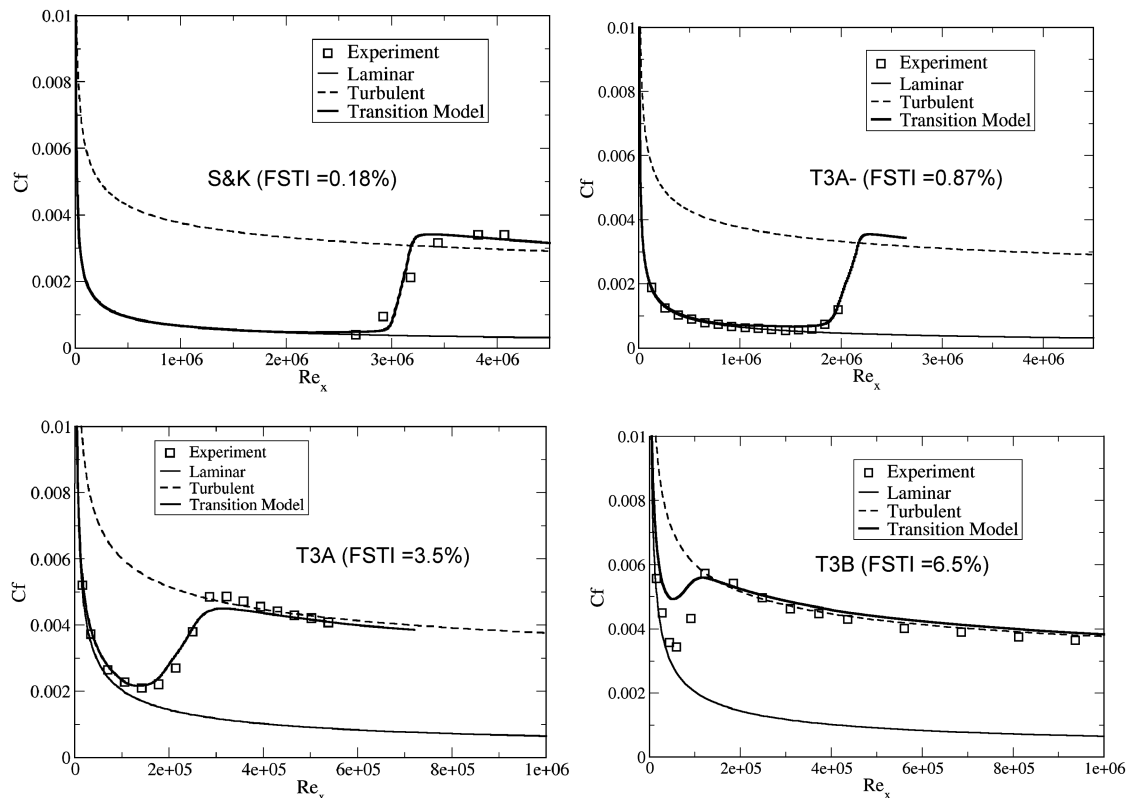 0.01
0.008
0.006
0.004
0.002
0
Cf
Experiment
Laminar
Turbulent
Transition Model
S&K (FSTI =0.18%)
1e+06
2e+06
3e+06
4e+06
Re_x
0.01
0.008
0.006
0.004
0.002
0
Cf
Experiment
Laminar
Turbulent
Transition Model
T3A- (FSTI =0.87%)
0
1e+06
2e+06
3e+06
4e+06
Re_x
0.01
0.008
0.006
0.004
0.002
0
Cf
Experiment
Laminar
Turbulent
Transition Model
T3A (FSTI =3.5%)
0
2e+05
4e+05
6e+05
8e+05
1e+06
Re_x
0.01
0.008
0.006
0.004
0.002
0
Cf
Experiment
Laminar
Turbulent
Transition Model
T3B (FSTI =6.5%)
0
2e+05
4e+05
6e+05
8e+05
1e+06
Re_x